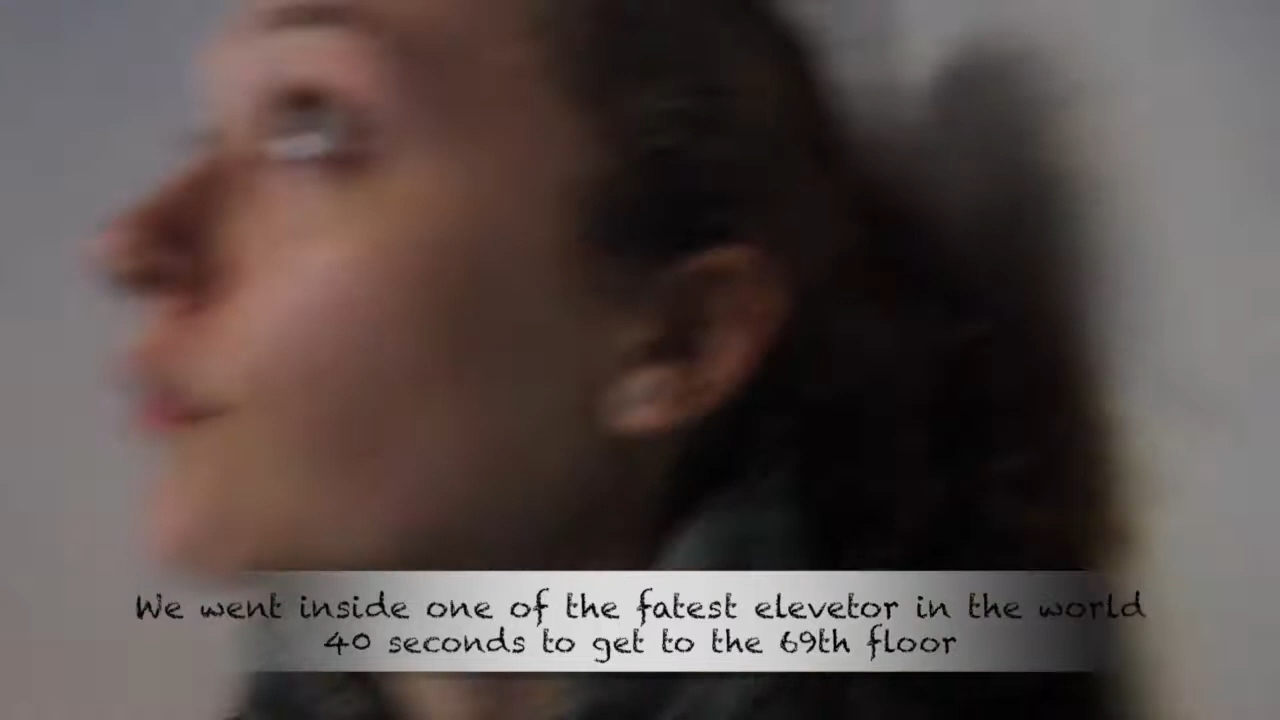 We went inside one of the fatest elevetor in the world
40 seconds to get to the 69th floor